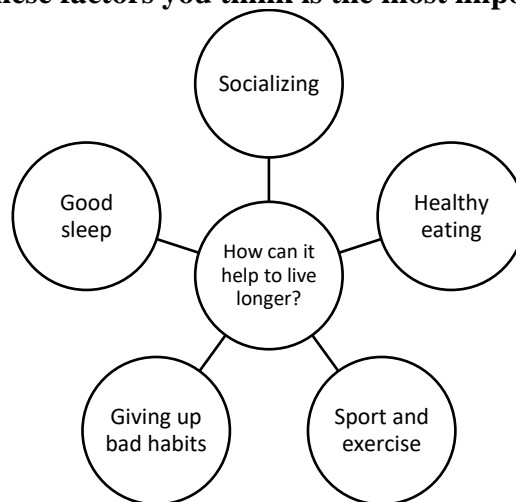 hese factors you think is the most impo
Socializing
Good
sleep
Healthy
eating
How can it
help to live
longer?
Giving up
bad habits
Sport and
exercise